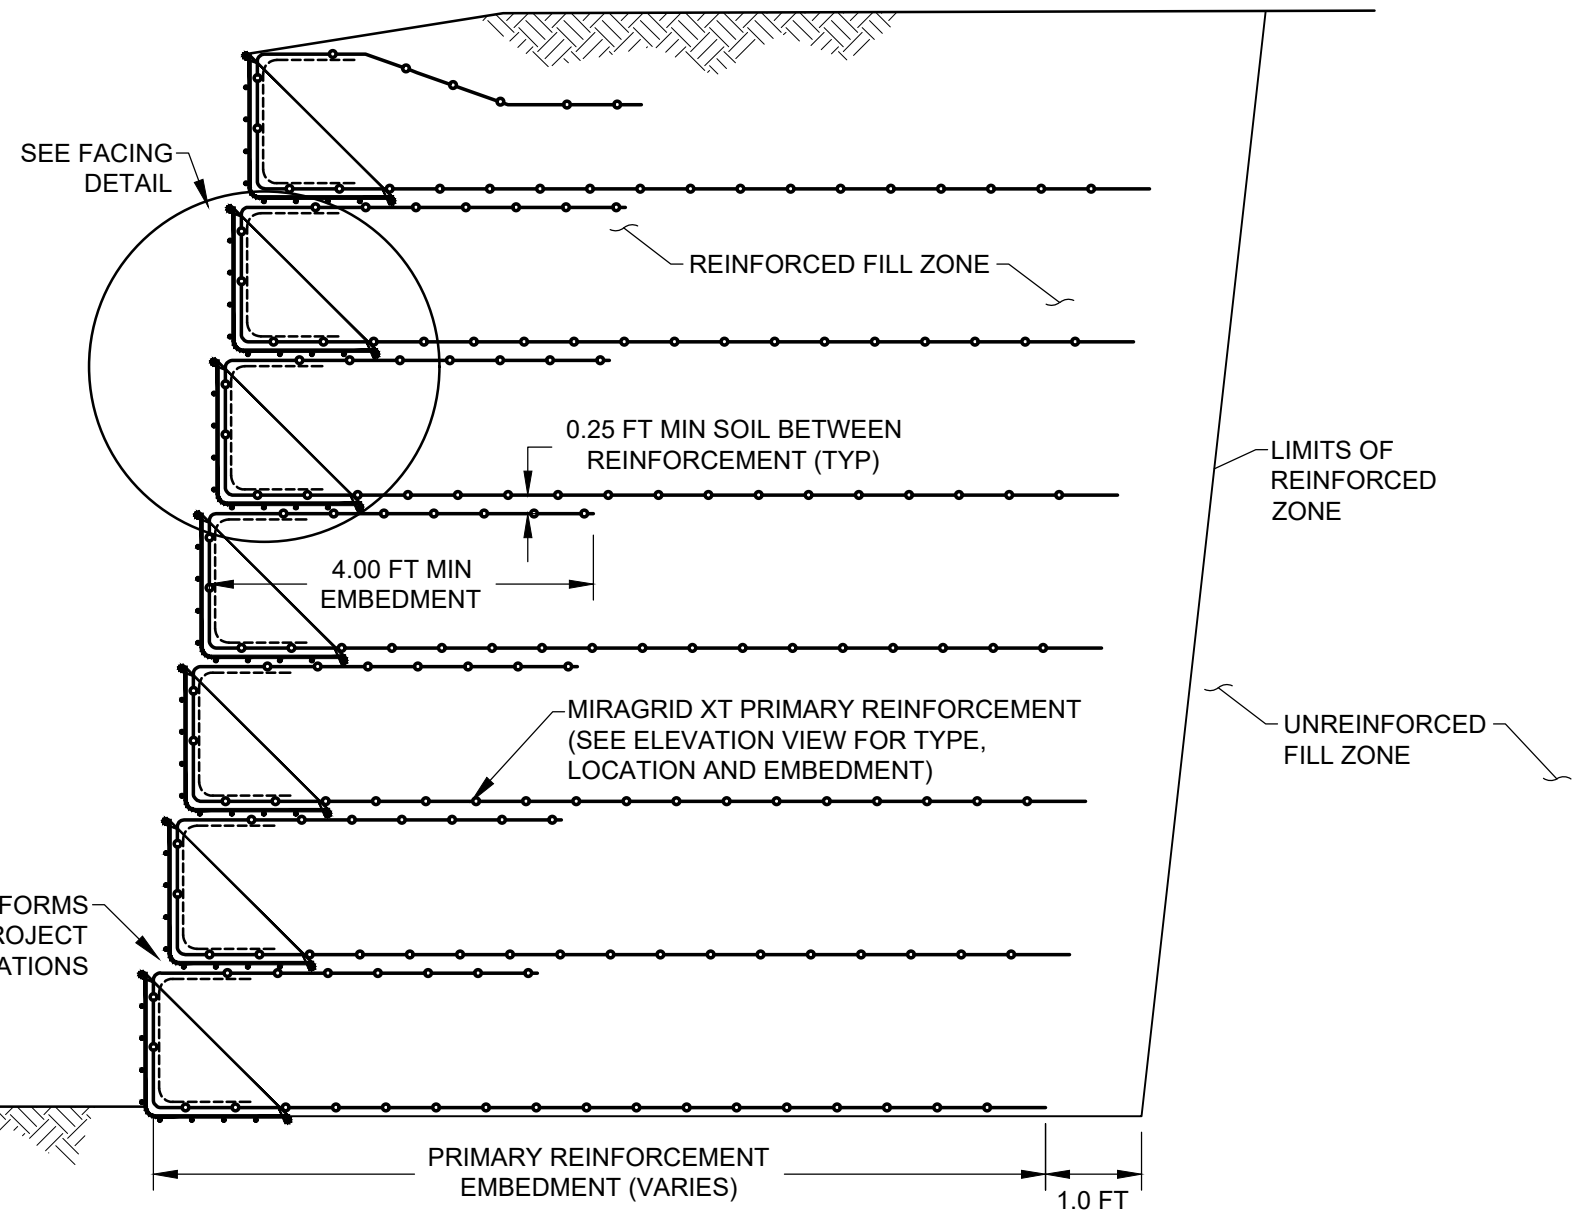 SEE FACING
DETAIL
REINFORCED FILL ZONE
0.25 FT MIN SOIL BETWEEN
REINFORCEMENT (TYP)
LIMITS OF
REINFORCED
ZONE
4.00 FT MIN
EMBEDMENT
MIRAGRID XT PRIMARY REINFORCEMENT
(SEE ELEVATION VIEW FOR TYPE,
LOCATION AND EMBEDMENT)
UNREINFORCED
FILL ZONE
FORMS
ROJECT
ATIONS
PRIMARY REINFORCEMENT
EMBEDMENT (VARIES)
1.0 FT